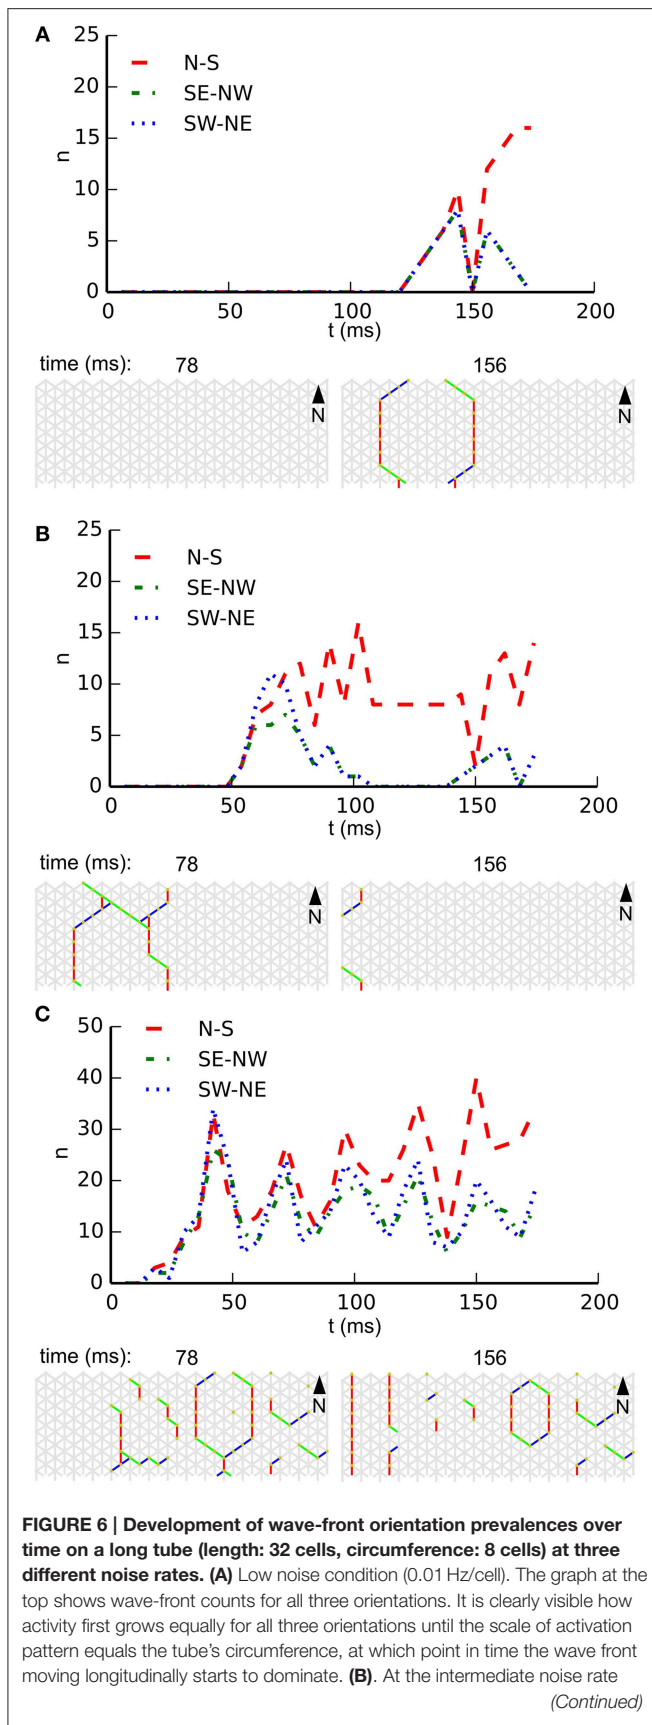 A
25
20
15
10
5
0
n
N-S
SE-NW
SW-NE
0 50 100 150 200
t (ms)
time (ms): 78 156
N N
B
25
20
15
10
5
0
n
N-S
SE-NW
SW-NE
0 50 100 150 200
t (ms)
time (ms): 78 156
N N
C
50
40
30
20
10
0
n
N-S
SE-NW
SW-NE
0 50 100 150 200
t (ms)
time (ms): 78 156
N N
FIGURE 6 | Development of wave-front orientation prevalences over
time on a long tube (length: 32 cells, circumference: 8 cells) at three
different noise rates. (A) Low noise condition (0.01 Hz/cell). The graph at the
top shows wave-front counts for all three orientations. It is clearly visible how
activity first grows equally for all three orientations until the scale of activation
pattern equals the tube's circumference, at which point in time the wave front
moving longitudinally starts to dominate. (B). At the intermediate noise rate
(Continued)